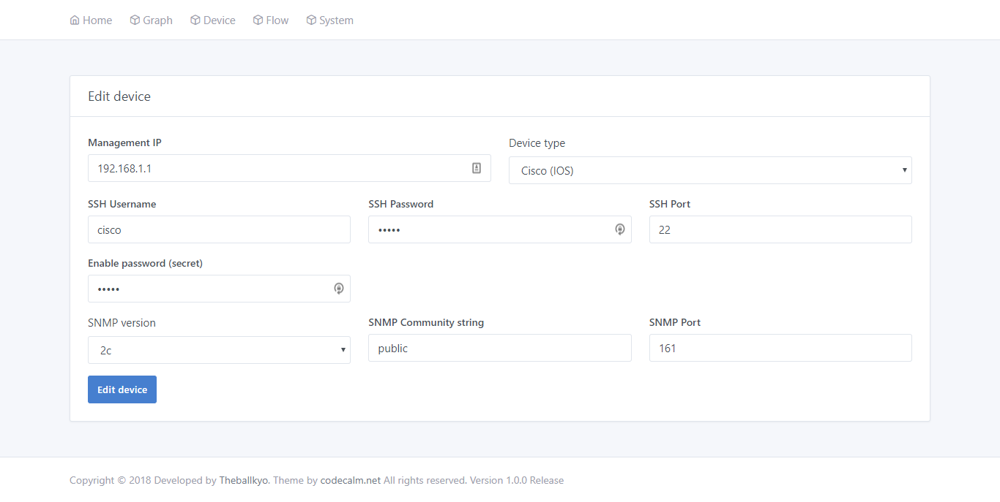 Home Graph Device Flow System
Edit device
Management IP Device type
192.168.1.1 Cisco (IOS)
SSH Username SSH Password SSH Port
cisco ••••• 22
Enable password (secret)
•••••
SNMP version SNMP Community string SNMP Port
2c public 161
Edit device
Copyright © 2018 Developed by Theballkyo. Theme by codecalm.net All rights reserved. Version 1.0.0 Release